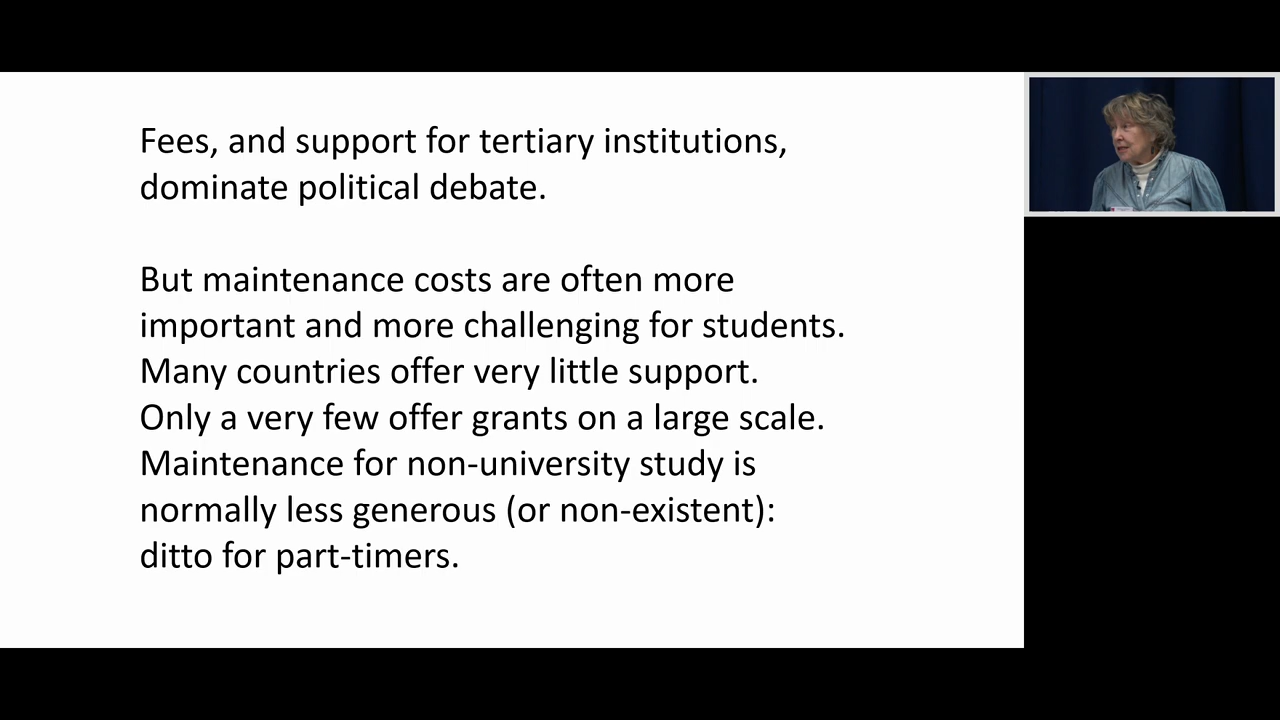 Fees, and support for tertiary institutions,
dominate political debate.
But maintenance costs are often more
important and more challenging for students.
Many countries offer very little support.
Only a very few offer grants on a large scale.
Maintenance for non-university study is
normally less generous (or non-existent):
ditto for part-timers.